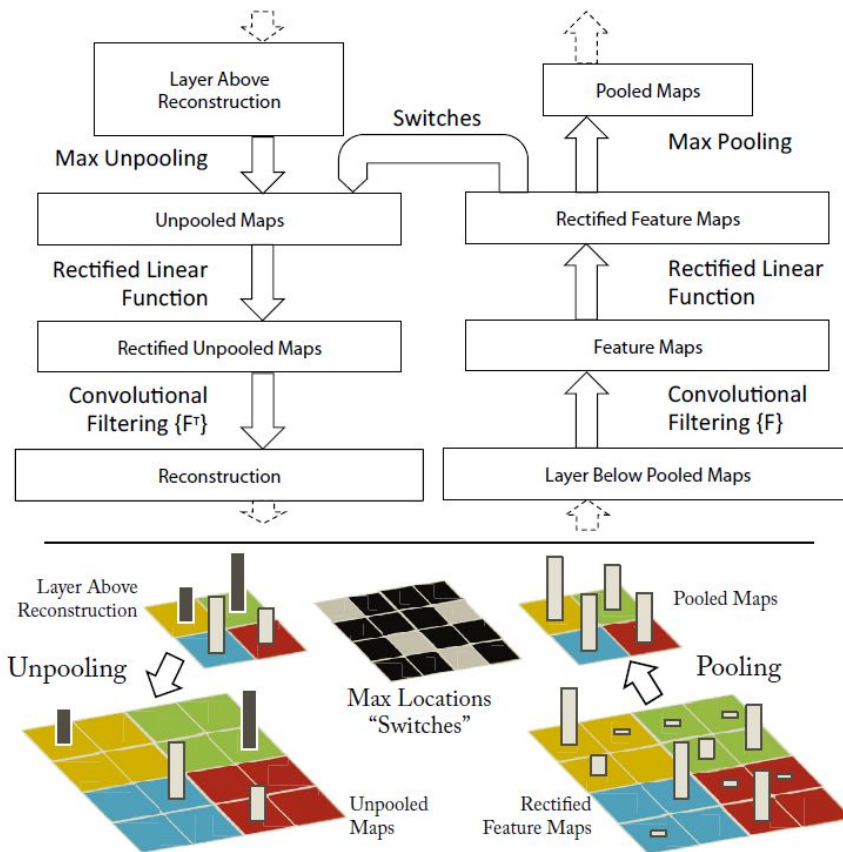 Layer Above
Reconstruction
Pooled Maps
Switches
Max Unpooling
Max Pooling
Unpooled Maps
Rectified Feature Maps
Rectified Linear
Function
Rectified Linear
Function
Rectified Unpooled Maps
Feature Maps
Convolutional
Filtering {Fᵀ}
Convolutional
Filtering {F}
Reconstruction
Layer Below Pooled Maps
Layer Above
Reconstruction
Pooled Maps
Unpooling
Max Locations
“Switches”
Pooling
Unpooled
Maps
Rectified
Feature Maps